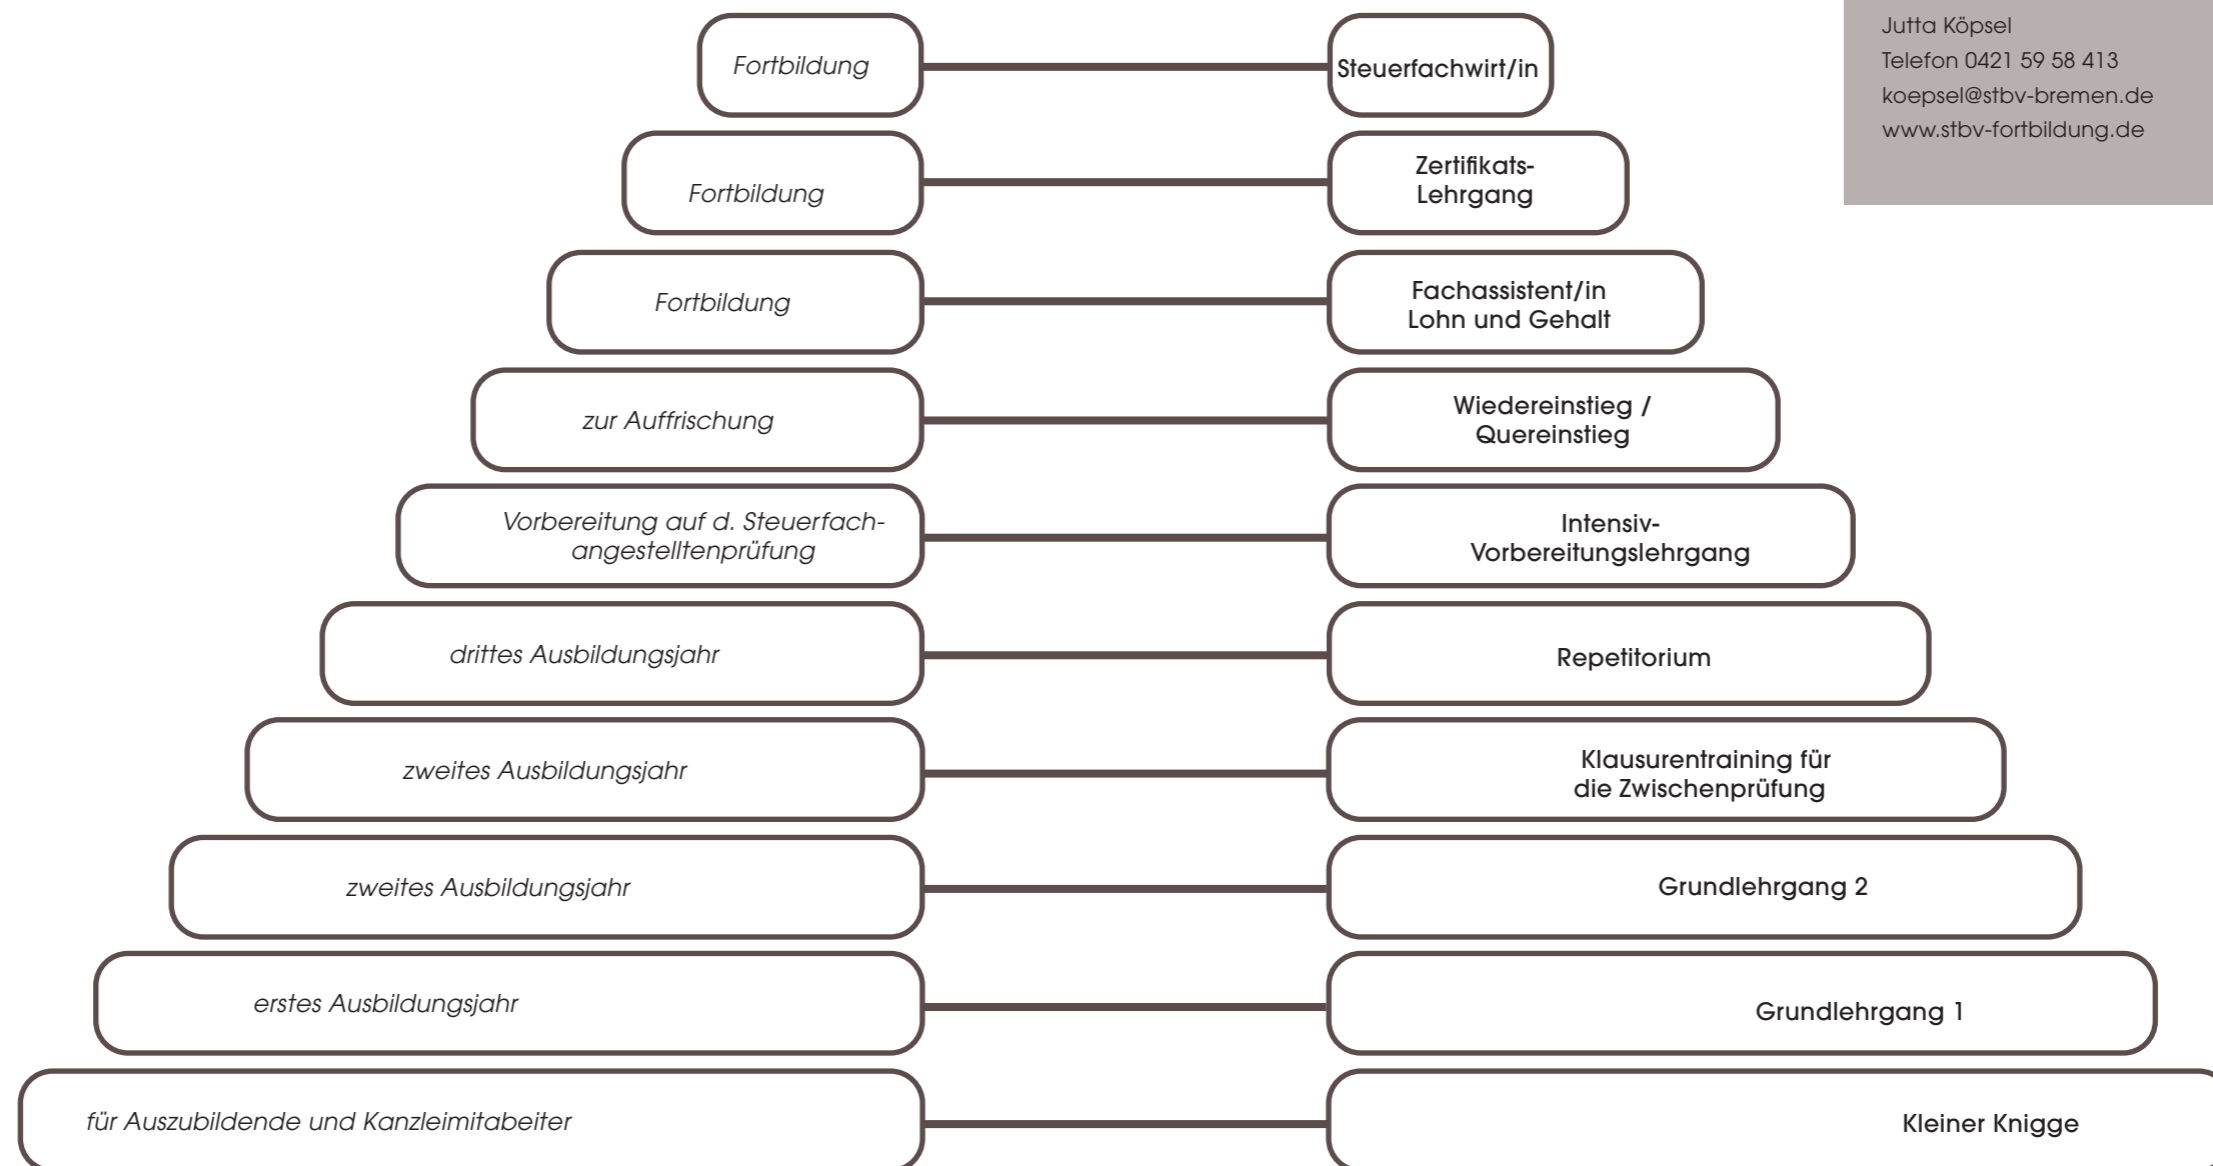 Jutta Köpsel
Telefon 0421 59 58 413
koepsel@stbv-bremen.de
www.stbv-fortbildung.de
Fortbildung
Steuerfachwirt/in
Fortbildung
Zertifikats-
Lehrgang
Fortbildung
Fachassistent/in
Lohn und Gehalt
zur Auffrischung
Wiedereinstieg /
Quereinstieg
Vorbereitung auf d. Steuerfach-
angestelltenprüfung
Intensiv-
Vorbereitungslehrgang
drittes Ausbildungsjahr
Repetitorium
zweites Ausbildungsjahr
Klausurentraining für
die Zwischenprüfung
zweites Ausbildungsjahr
Grundlehrgang 2
erstes Ausbildungsjahr
Grundlehrgang 1
für Auszubildende und Kanzleimitabeiter
Kleiner Knigge